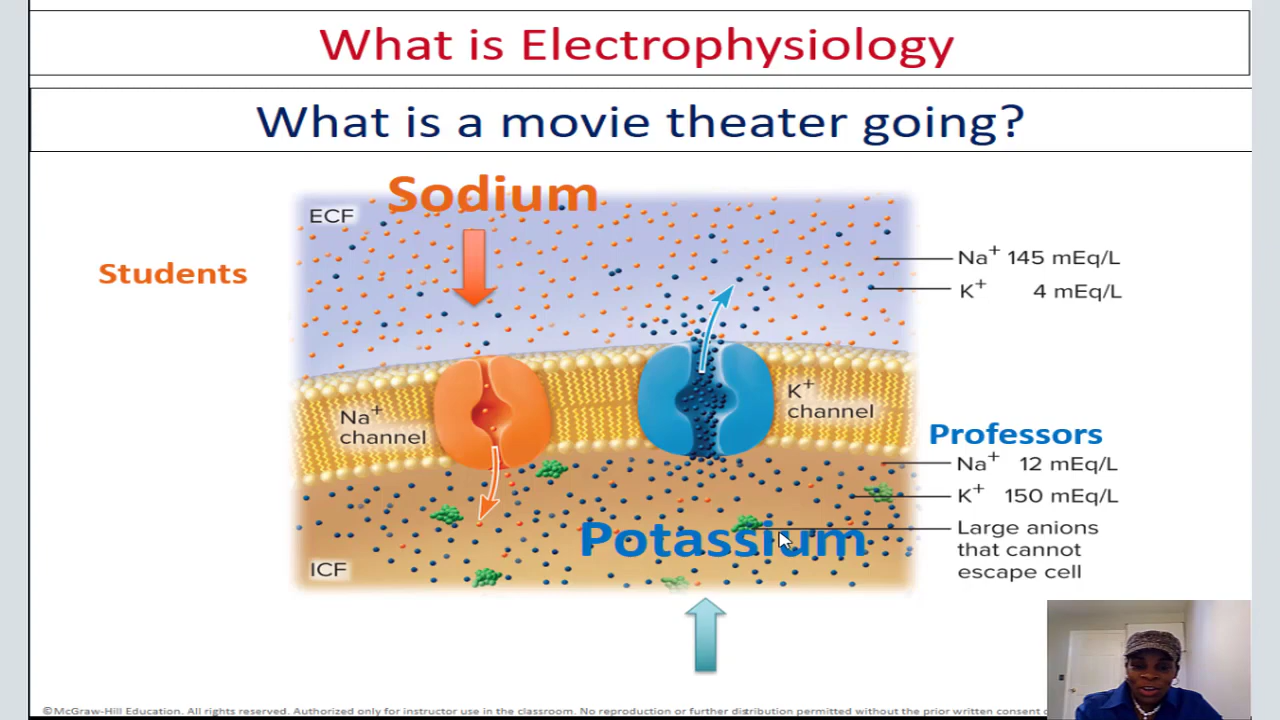 What is Electrophysiology
What is a movie theater going?
Sodium
ECF
Students
Na+ 145 mEq/L
K+ 4 mEq/L
Na+
channel
K+
channel
Professors
Na+ 12 mEq/L
K+ 150 mEq/L
Large anions
that cannot
escape cell
Potassium
ICF
©McGraw-Hill Education. All rights reserved. Authorized only for instructor use in the classroom. No reproduction or further distribution permitted without the prior written consent